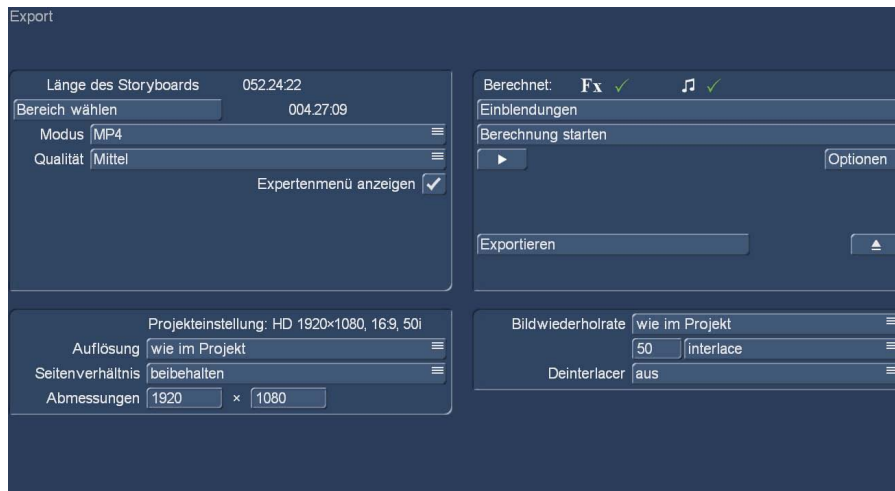 Export
Länge des Storyboards 052.24:22
Bereich wählen 004.27:09
Modus MP4
Qualität Mittel
Expertenmenü anzeigen
Berechnet: Fx
Einblendungen
Berechnung starten
Optionen
Exportieren
Projekteinstellung: HD 1920×1080, 16:9, 50i
Auflösung wie im Projekt
Seitenverhältnis beibehalten
Abmessungen 1920 × 1080
Bildwiederholrate wie im Projekt
50 interlace
Deinterlacer aus